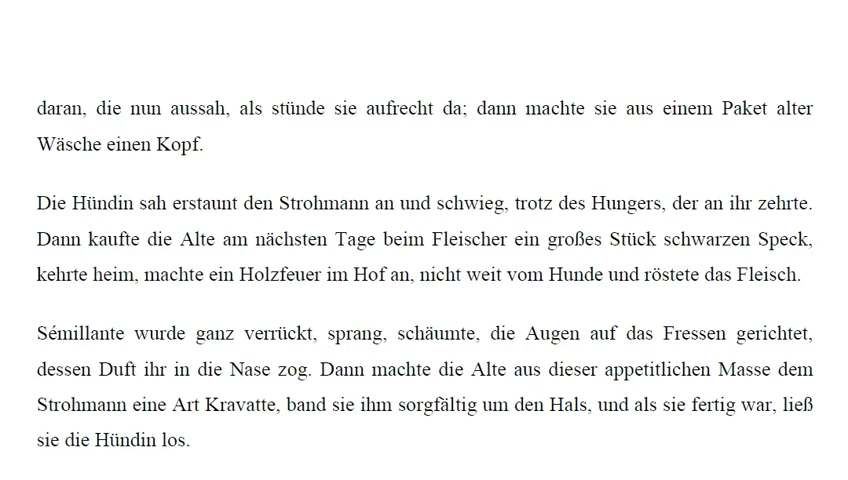 daran, die nun aussah, als stünde sie aufrecht da; dann machte sie aus einem Paket alter
Wäsche einen Kopf.
Die Hündin sah erstaunt den Strohmann an und schwieg, trotz des Hungers, der an ihr zehrte.
Dann kaufte die Alte am nächsten Tage beim Fleischer ein großes Stück schwarzen Speck,
kehrte heim, machte ein Holzfeuer im Hof an, nicht weit vom Hunde und röstete das Fleisch.
Sémillante wurde ganz verrückt, sprang, schäumte, die Augen auf das Fressen gerichtet,
dessen Duft ihr in die Nase zog. Dann machte die Alte aus dieser appetitlichen Masse dem
Strohmann eine Art Kravatte, band sie ihm sorgfältig um den Hals, und als sie fertig war, ließ
sie die Hündin los.